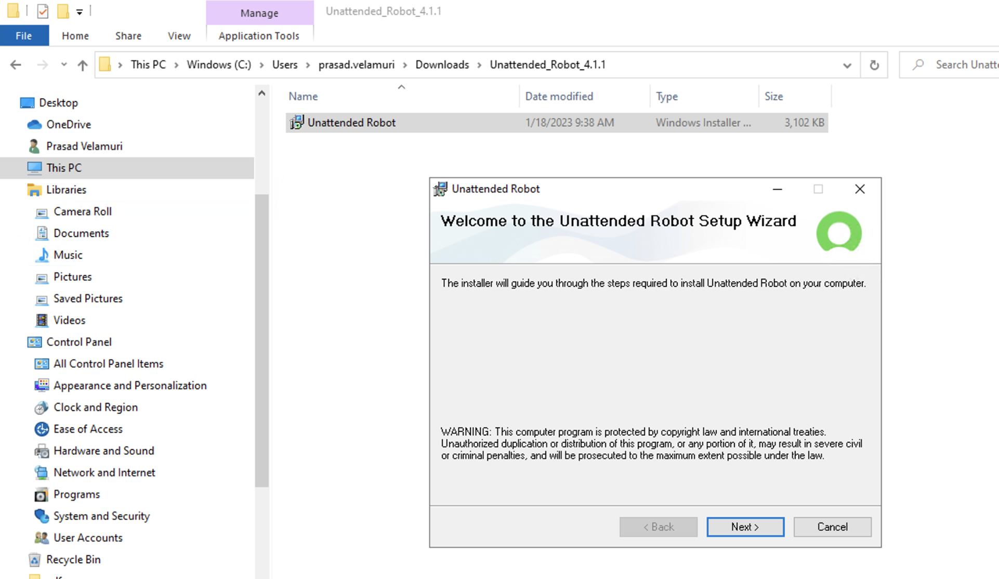 Manage
Unattended_Robot_4.1.1
File
Home
Share
View
Application Tools
This PC
Windows (C:)
Users
prasad.velamuri
Downloads
Unattended_Robot_4.1.1
Search Unatte
Name
Date modified
Type
Size
Unattended Robot
1/18/2023 9:38 AM
Windows Installer ...
3,102 KB
Desktop
OneDrive
Prasad Velamuri
This PC
Libraries
Camera Roll
Documents
Music
Pictures
Saved Pictures
Videos
Control Panel
All Control Panel Items
Appearance and Personalization
Clock and Region
Ease of Access
Hardware and Sound
Network and Internet
Programs
System and Security
User Accounts
Recycle Bin
Unattended Robot
Welcome to the Unattended Robot Setup Wizard
The installer will guide you through the steps required to install Unattended Robot on your computer.
WARNING: This computer program is protected by copyright law and international treaties.
Unauthorized duplication or distribution of this program, or any portion of it, may result in severe civil
or criminal penalties, and will be prosecuted to the maximum extent possible under the law.
< Back
Next >
Cancel